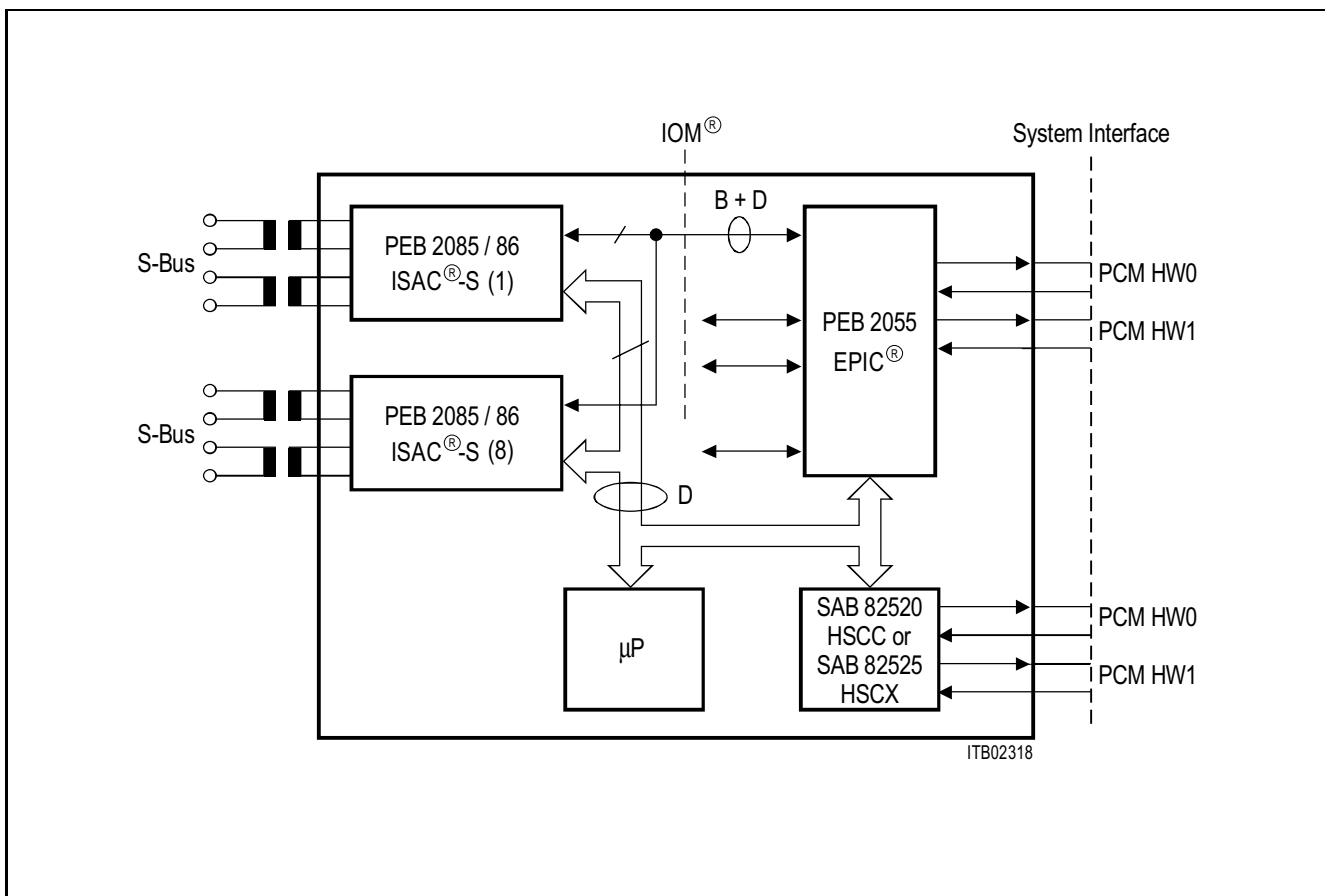 IOM®
System Interface
B + D
S-Bus
PEB 2085 / 86
ISAC®-S (1)
PEB 2055
EPIC®
PCM HW0
PCM HW1
S-Bus
PEB 2085 / 86
ISAC®-S (8)
D
µP
SAB 82520
HSCC or
SAB 82525
HSCX
PCM HW0
PCM HW1
ITB02318